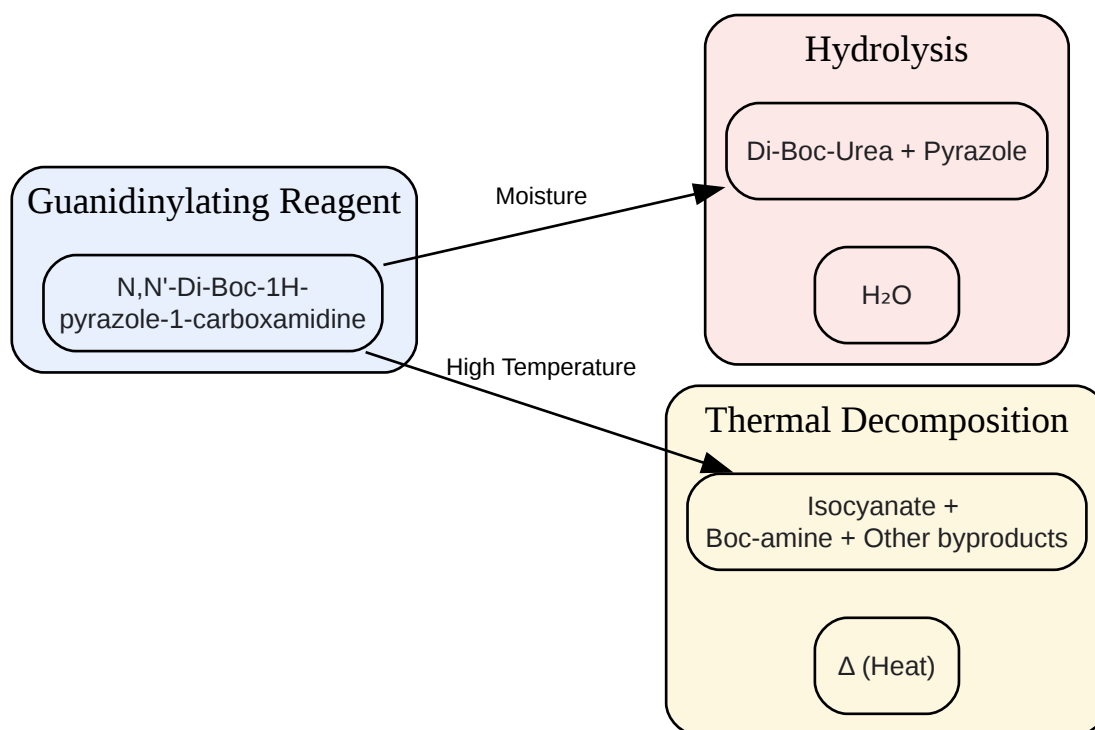 Hydrolysis
Di-Boc-Urea + Pyrazole
H₂O
Guanidinylating Reagent
N,N'-Di-Boc-1H-
pyrazole-1-carboxamidine
Moisture
High Temperature
Thermal Decomposition
Isocyanate +
Boc-amine + Other byproducts
Δ (Heat)